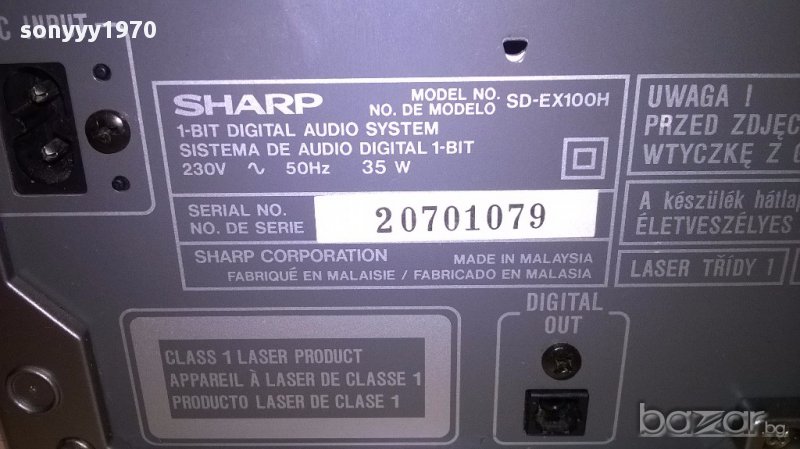 sonyyy1970
INPUT
SHARP
MODEL NO.
NO. DE MODELO
SD-EX100H
1-BIT DIGITAL AUDIO SYSTEM
SISTEMA DE AUDIO DIGITAL 1-BIT
230V ∿ 50Hz 35 W
SERIAL NO.
NO. DE SERIE
20701079
SHARP CORPORATION
MADE IN MALAYSIA
FABRIQUÉ EN MALAISIE / FABRICADO EN MALASIA
UWAGA !
PRZED ZDJĘC
WTYCZKĘ Z
A készülék hátlap
ÉLETVESZÉLYES
LASER TŘÍDY 1
DIGITAL
OUT
CLASS 1 LASER PRODUCT
APPAREIL À LASER DE CLASSE 1
PRODUCTO LASER DE CLASE 1
bazar.bg